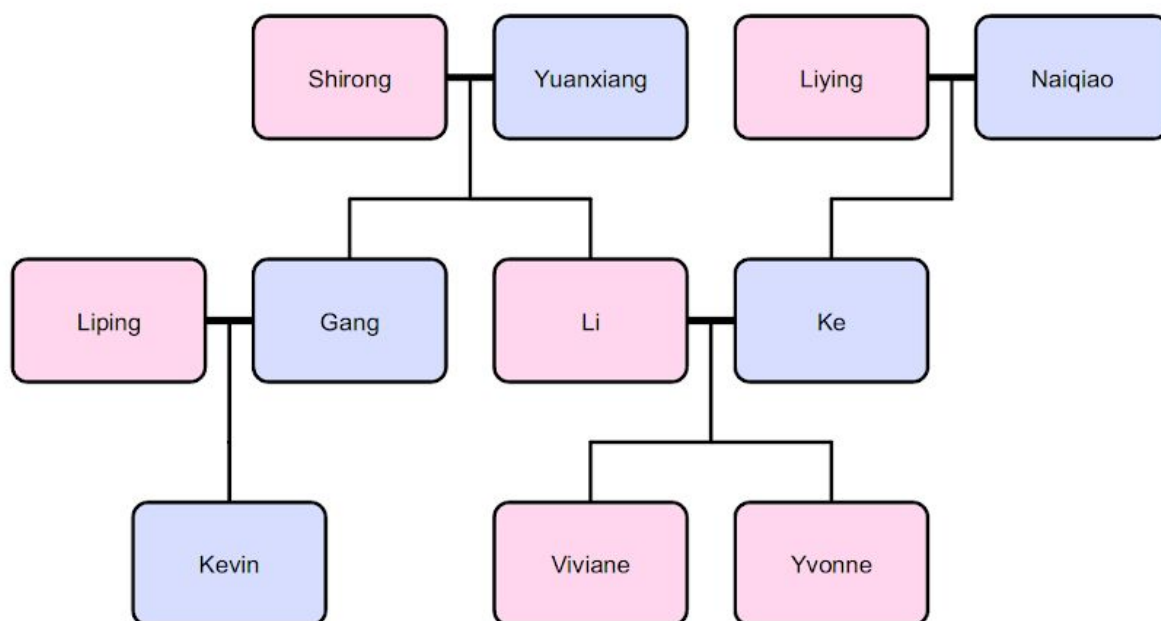 Shirong
Yuanxiang
Liying
Naiqiao
Liping
Gang
Li
Ke
Kevin
Viviane
Yvonne